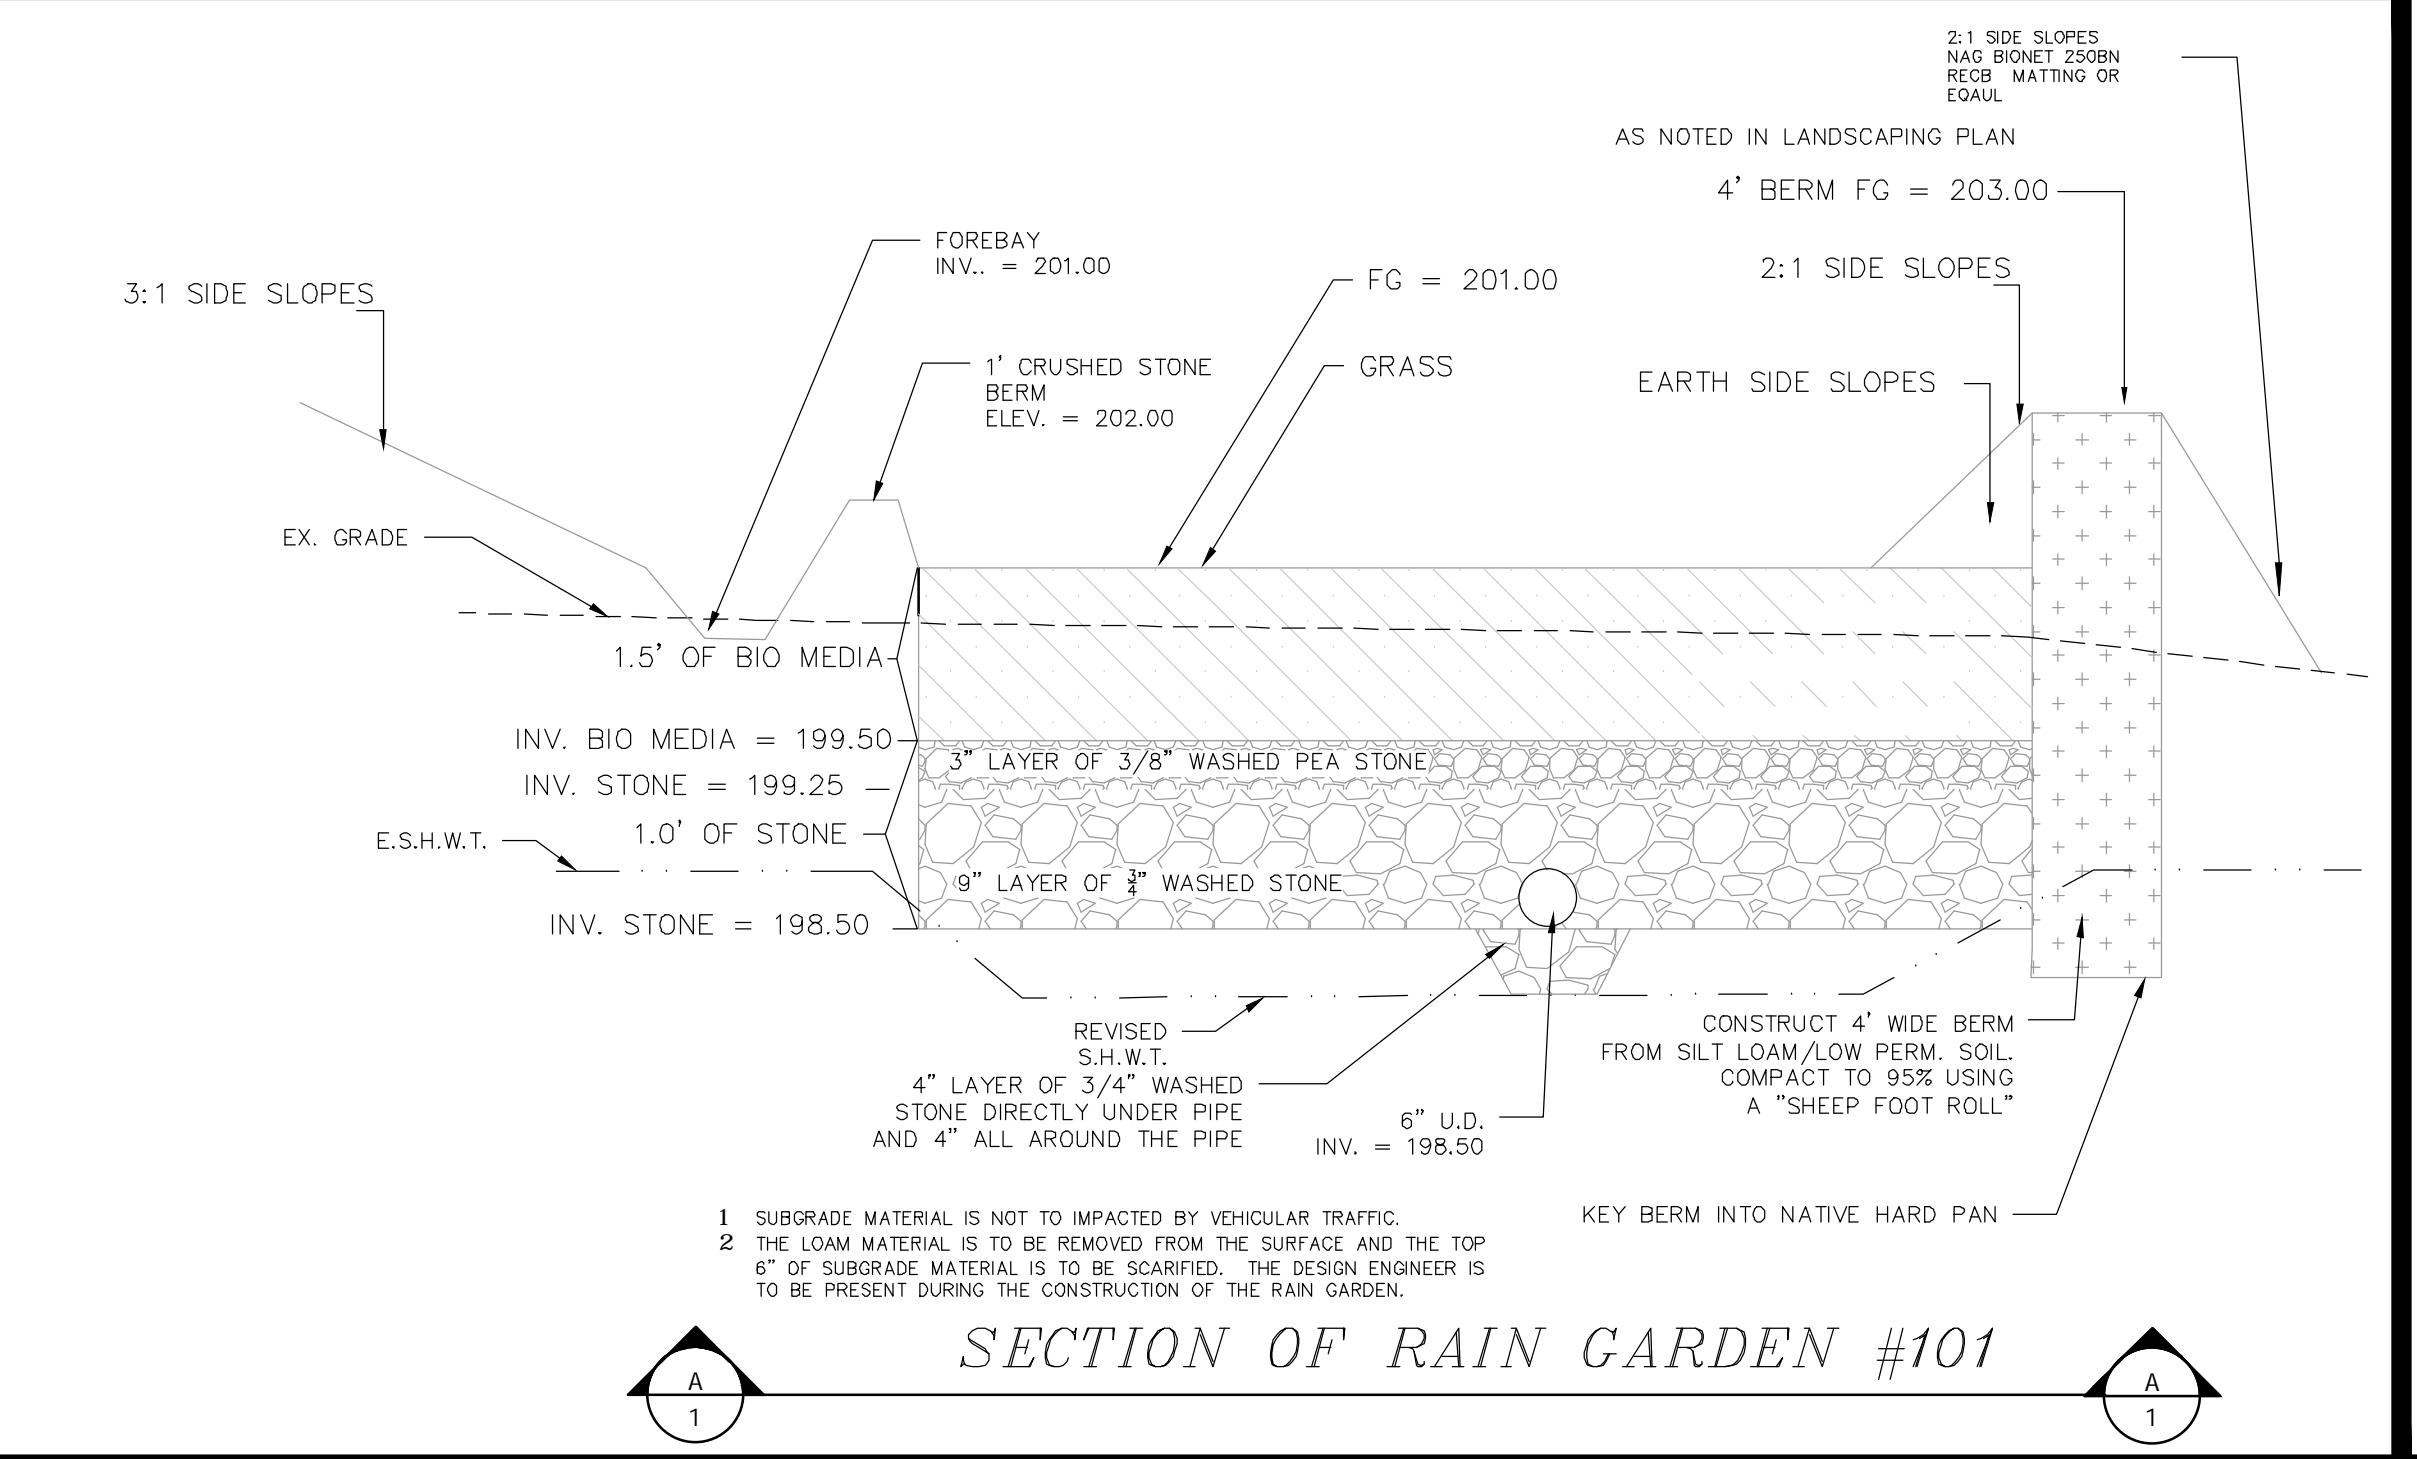 2:1 SIDE SLOPES
NAG BIONET 250BN
RECB MATTING OR
EQAUL
AS NOTED IN LANDSCAPING PLAN
4' BERM FG = 203.00
FOREBAY
INV.. = 201.00
2:1 SIDE SLOPES
FG = 201.00
3:1 SIDE SLOPES
1' CRUSHED STONE
BERM
ELEV. = 202.00
GRASS
EARTH SIDE SLOPES
EX. GRADE
1.5' OF BIO MEDIA
INV. BIO MEDIA = 199.50
3" LAYER OF 3/8" WASHED PEA STONE
INV. STONE = 199.25
1.0' OF STONE
E.S.H.W.T.
9" LAYER OF 3/4" WASHED STONE
INV. STONE = 198.50
REVISED
S.H.W.T.
4" LAYER OF 3/4" WASHED
STONE DIRECTLY UNDER PIPE
AND 4" ALL AROUND THE PIPE
6" U.D.
INV. = 198.50
CONSTRUCT 4' WIDE BERM
FROM SILT LOAM/LOW PERM. SOIL.
COMPACT TO 95% USING
A "SHEEP FOOT ROLL"
KEY BERM INTO NATIVE HARD PAN
1 SUBGRADE MATERIAL IS NOT TO IMPACTED BY VEHICULAR TRAFFIC.
2 THE LOAM MATERIAL IS TO BE REMOVED FROM THE SURFACE AND THE TOP
6" OF SUBGRADE MATERIAL IS TO BE SCARIFIED. THE DESIGN ENGINEER IS
TO BE PRESENT DURING THE CONSTRUCTION OF THE RAIN GARDEN.
SECTION OF RAIN GARDEN #101
A
1
A
1